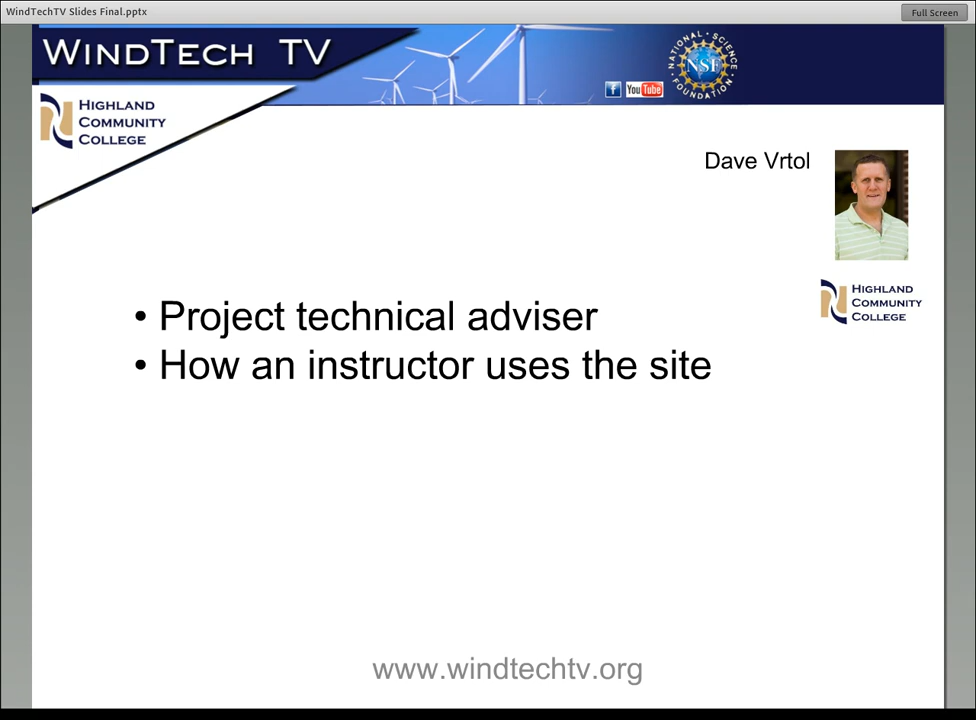 WindTechTV Slides Final.pptx
Full Screen
WINDTECH TV
NATIONAL SCIENCE FOUNDATION
NSF
f
You Tube
HIGHLAND
COMMUNITY
COLLEGE
Dave Vrtol
HIGHLAND
COMMUNITY
COLLEGE
• Project technical adviser
• How an instructor uses the site
www.windtechtv.org